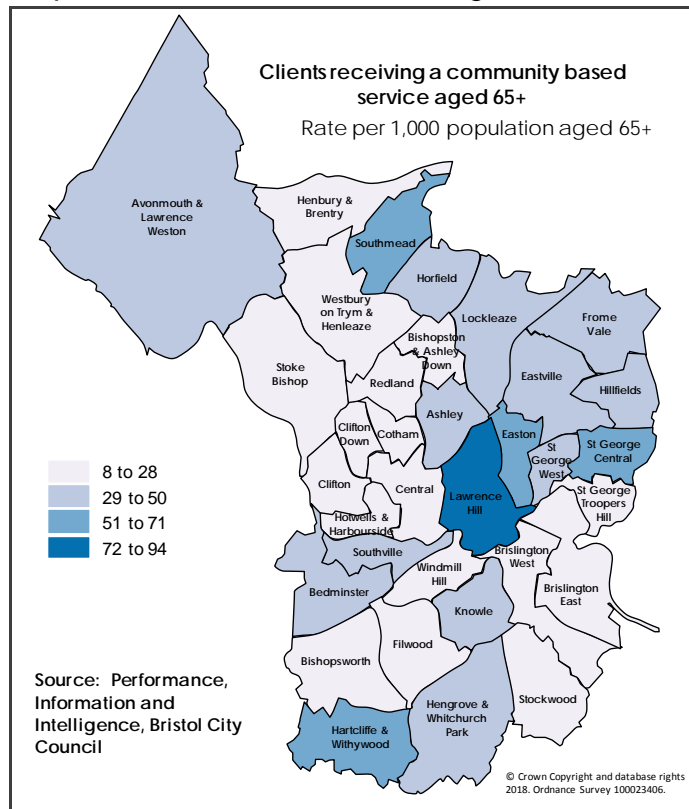 Clients receiving a community based
service aged 65+
Rate per 1,000 population aged 65+
Avonmouth &
Lawrence
Weston
Henbury &
Brentry
Southmead
Horfield
Westbury
on Trym &
Henleaze
Lockleaze
Frome
Vale
Bishopston
& Ashley
Down
Stoke
Bishop
Redland
Eastville
Hillfields
Ashley
Clifton
Down
Cotham
Easton
St
George
West
St George
Central
Clifton
Central
Lawrence
Hill
St George
Troopers
Hill
Hotwells &
Harbourside
Southville
Brislington
West
Windmill
Hill
Brislington
East
Bedminster
Knowle
Filwood
Bishopsworth
Stockwood
Hengrove &
Whitchurch
Park
Hartcliffe &
Withywood
8 to 28
29 to 50
51 to 71
72 to 94
Source: Performance,
Information and
Intelligence, Bristol City
Council
© Crown Copyright and database rights
2018. Ordnance Survey 100023406.